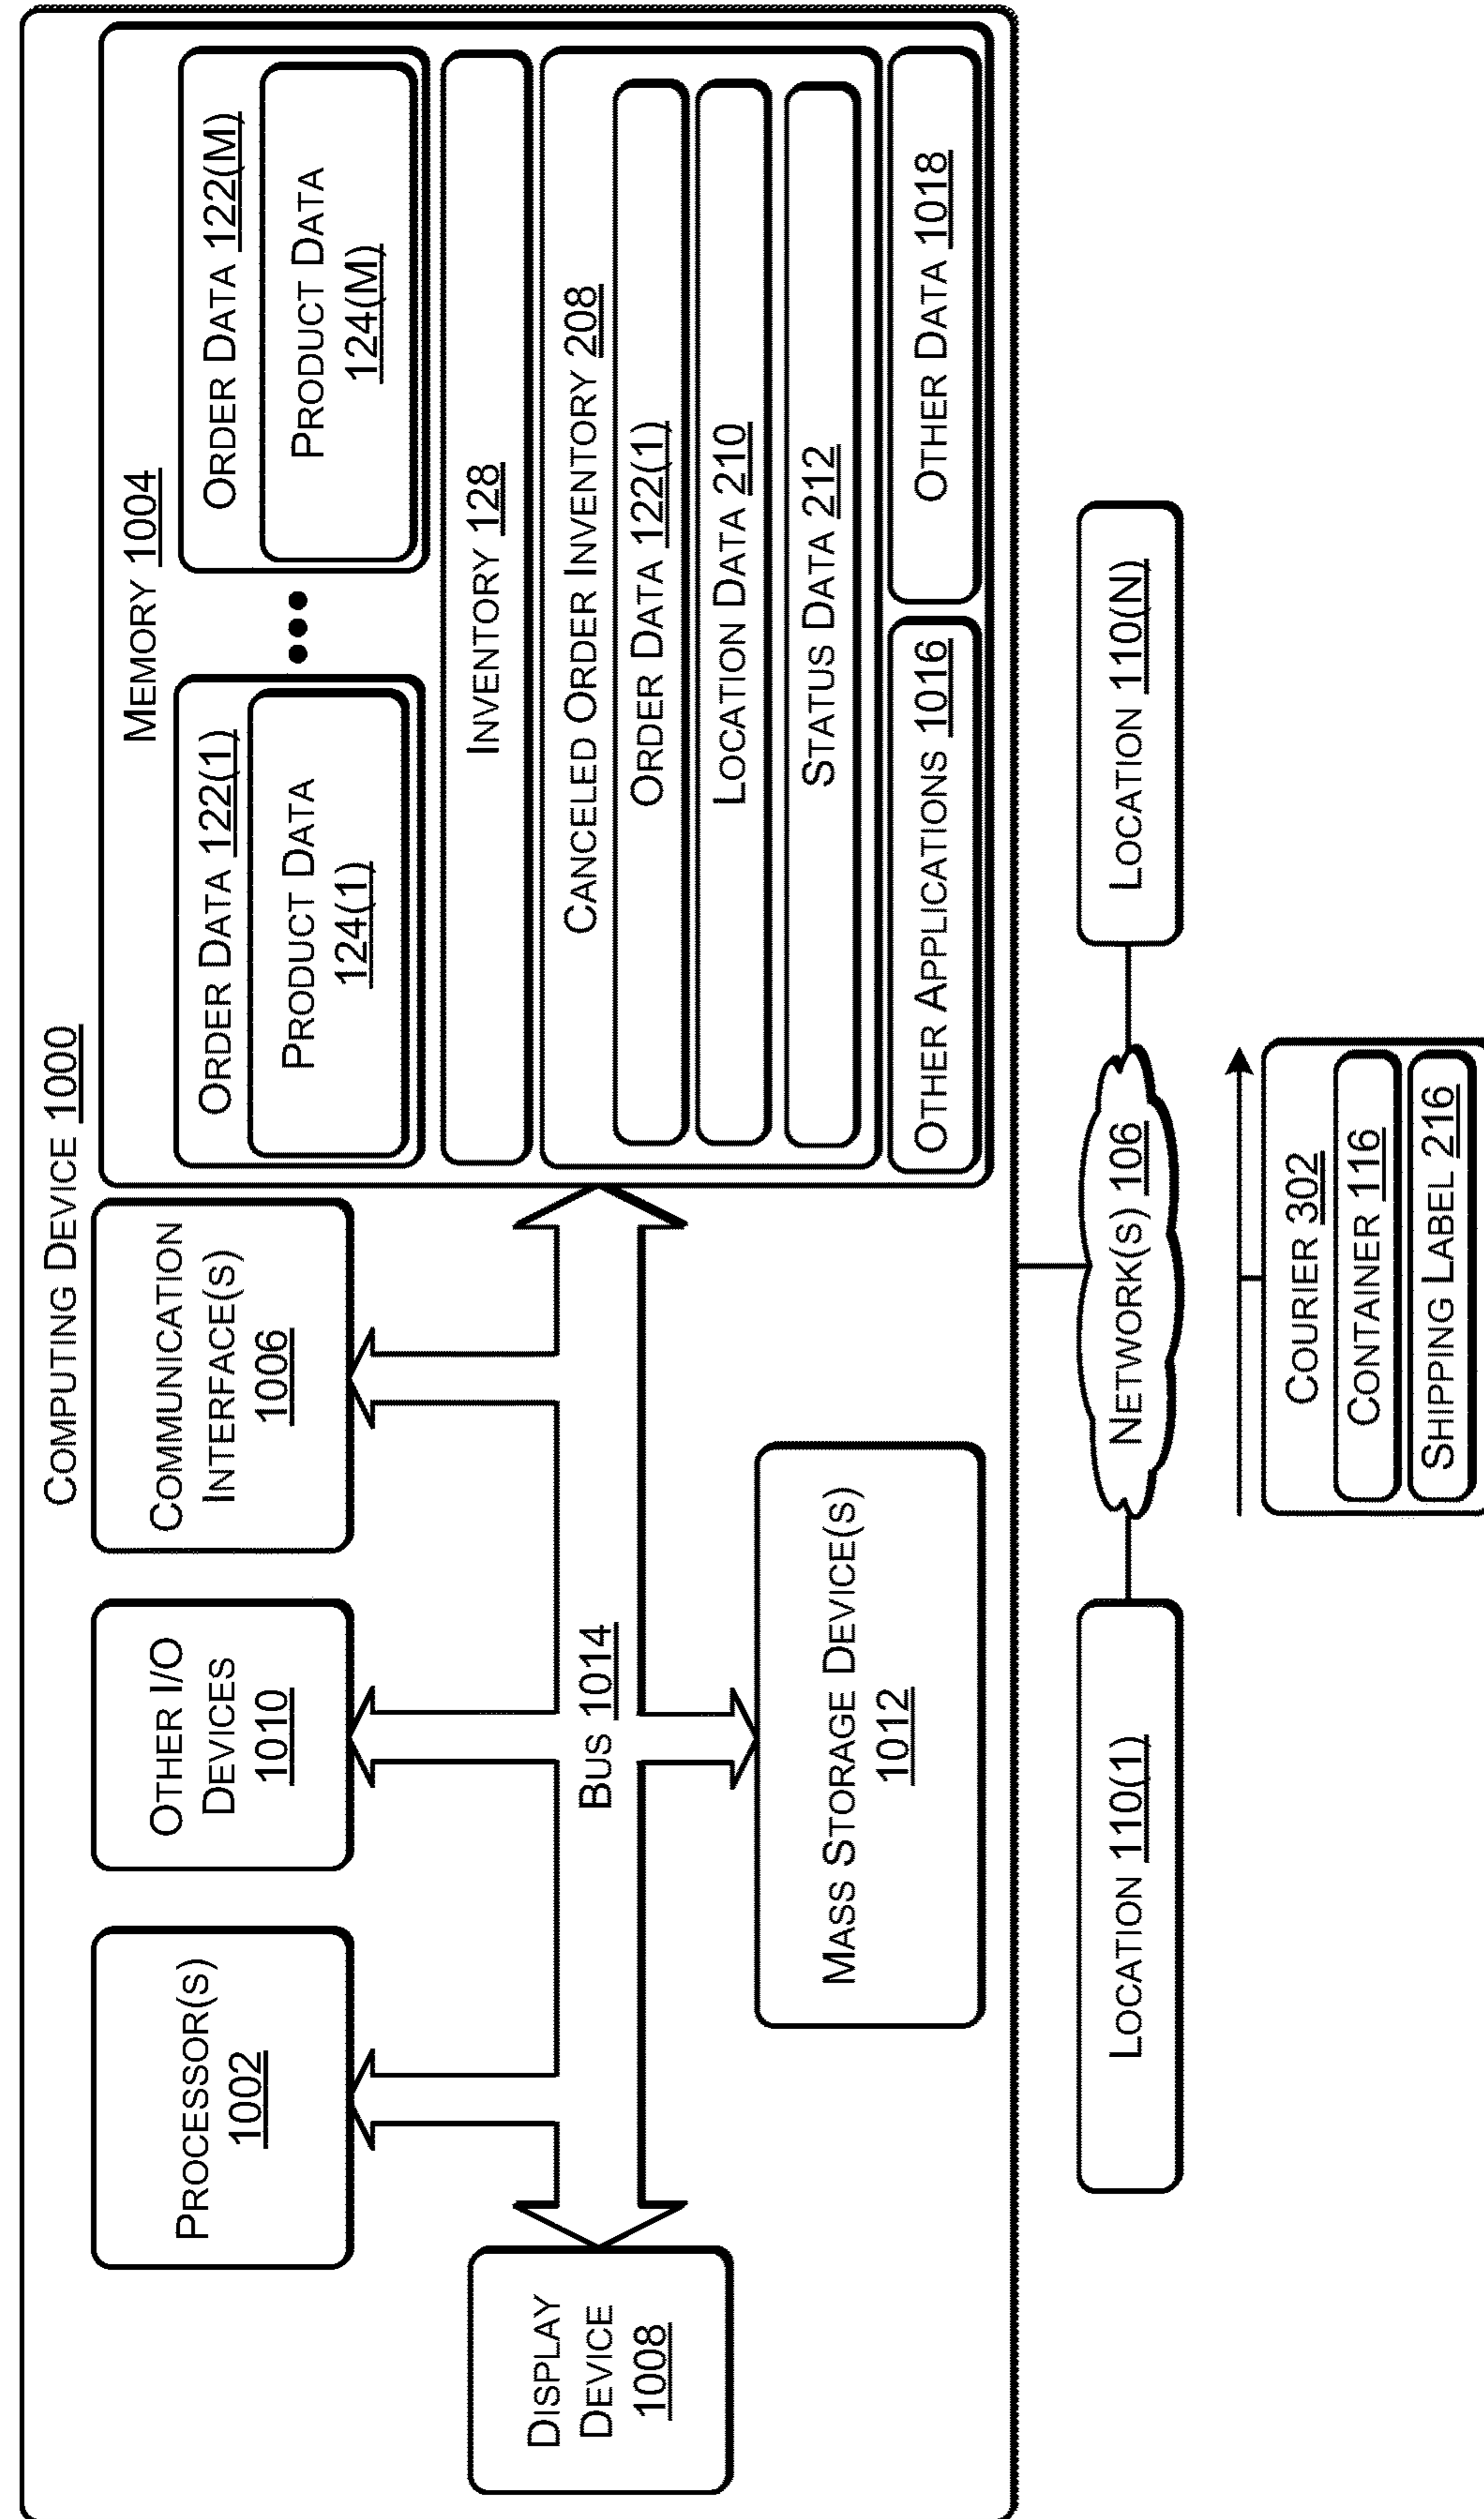 COMPUTING DEVICE 1000
PROCESSOR(S)
1002
OTHER I/O
DEVICES
1010
COMMUNICATION
INTERFACE(S)
1006
DISPLAY
DEVICE
1008
BUS 1014
MASS STORAGE DEVICE(S)
1012
MEMORY 1004
ORDER DATA 122(1)
PRODUCT DATA
124(1)
ORDER DATA 122(M)
PRODUCT DATA
124(M)
INVENTORY 128
CANCELED ORDER INVENTORY 208
ORDER DATA 122(1)
LOCATION DATA 210
STATUS DATA 212
OTHER APPLICATIONS 1016
OTHER DATA 1018
LOCATION 110(1)
NETWORK(S) 106
LOCATION 110(N)
COURIER 302
CONTAINER 116
SHIPPING LABEL 216